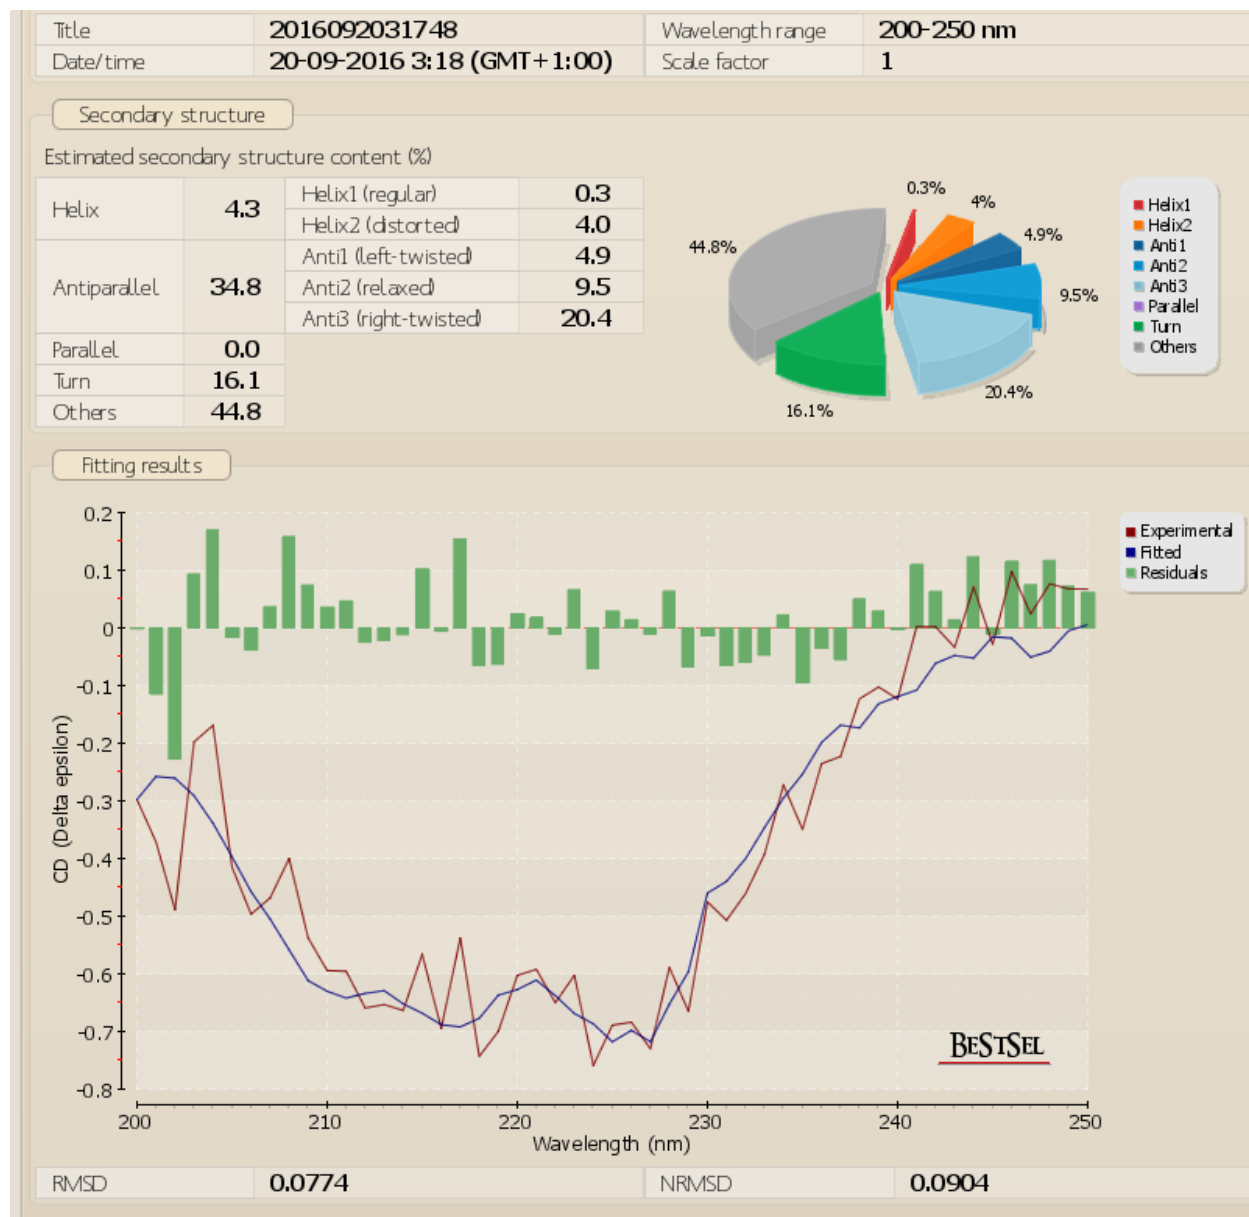 Title 2016092031748 Wavelength range 200-250 nm
Date/time 20-09-2016 3:18 (GMT+1:00) Scale factor 1
Secondary structure
Estimated secondary structure content (%)
Helix 4.3 Helix1 (regular) 0.3
Helix2 (distorted) 4.0
Antiparallel 34.8 Anti1 (left-twisted) 4.9
Anti2 (relaxed) 9.5
Anti3 (right-twisted) 20.4
Parallel 0.0
Turn 16.1
Others 44.8
0.3%
4%
4.9%
9.5%
20.4%
16.1%
44.8%
Helix1
Helix2
Anti1
Anti2
Anti3
Parallel
Turn
Others
Fitting results
0.2
0.1
0
-0.1
-0.2
-0.3
-0.4
-0.5
-0.6
-0.7
-0.8
CD (Delta epsilon)
Experimental
Fitted
Residuals
BESTSEL
200 210 220 230 240 250
Wavelength (nm)
RMSD 0.0774 NRMSD 0.0904